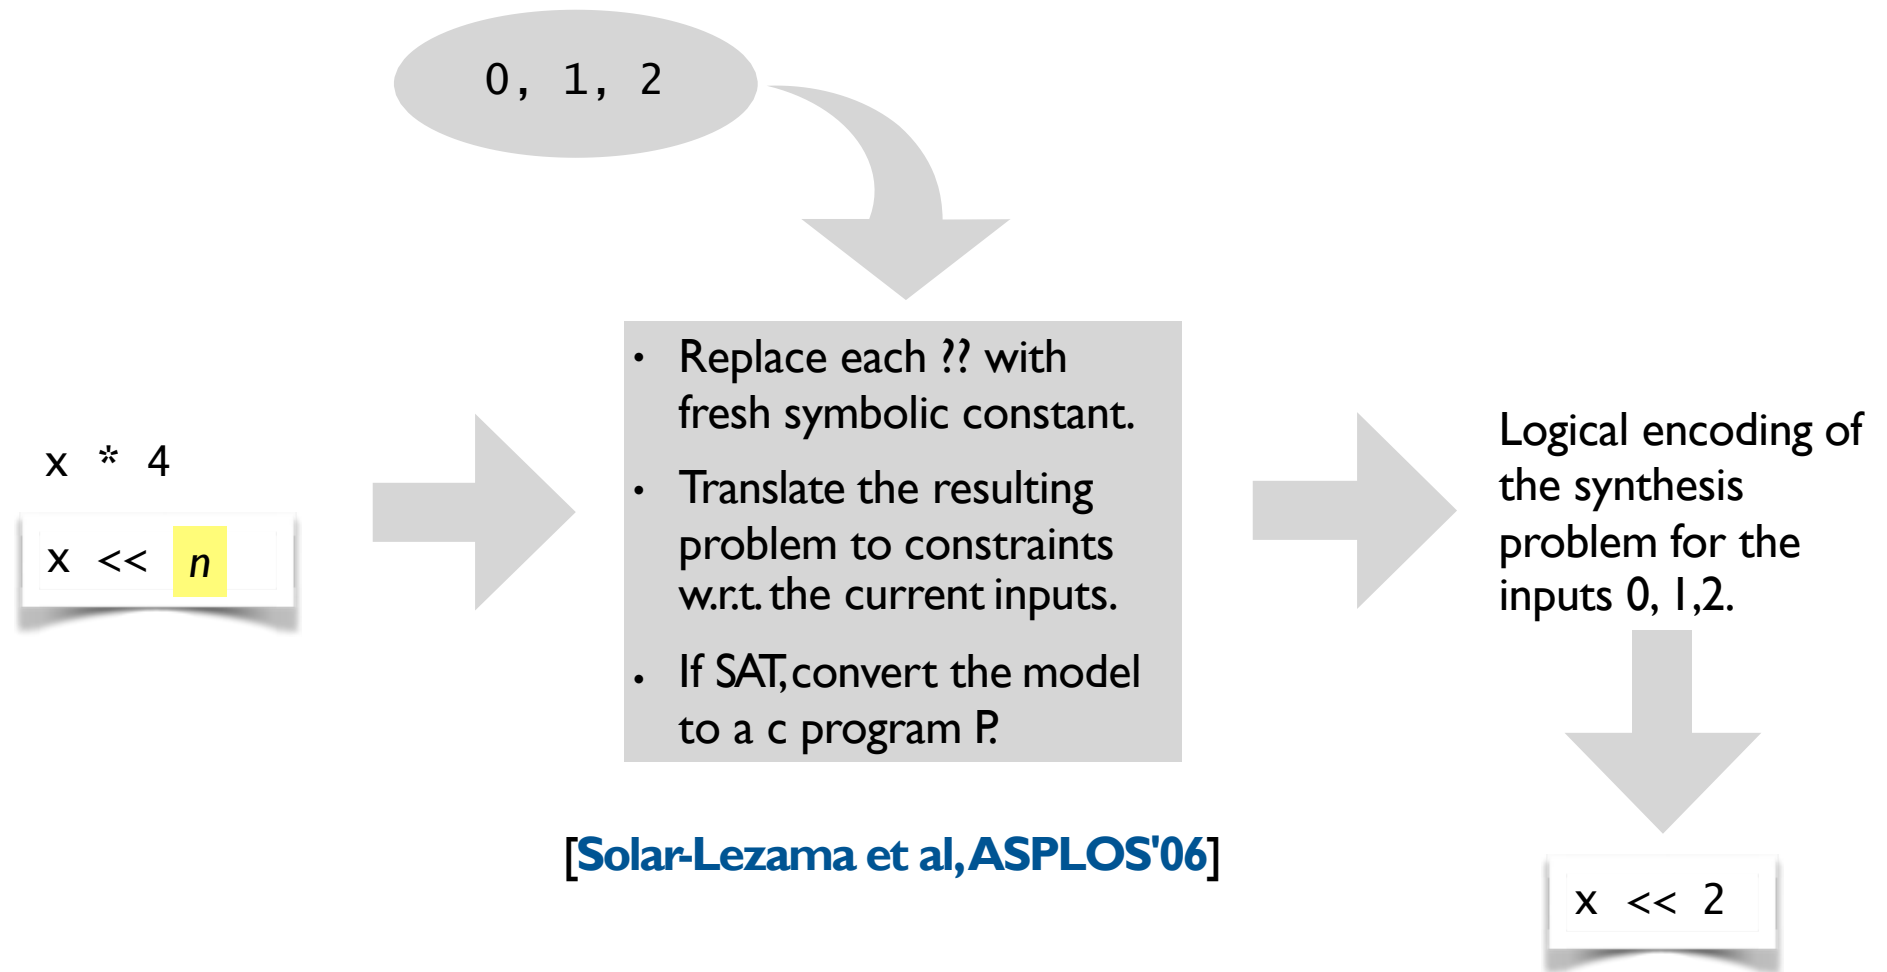 0, 1, 2
x * 4
x << n
• Replace each ?? with
fresh symbolic constant.
• Translate the resulting
problem to constraints
w.r.t. the current inputs.
• If SAT, convert the model
to a c program P.
Logical encoding of
the synthesis
problem for the
inputs 0, 1,2.
[Solar-Lezama et al, ASPLOS'06]
x << 2